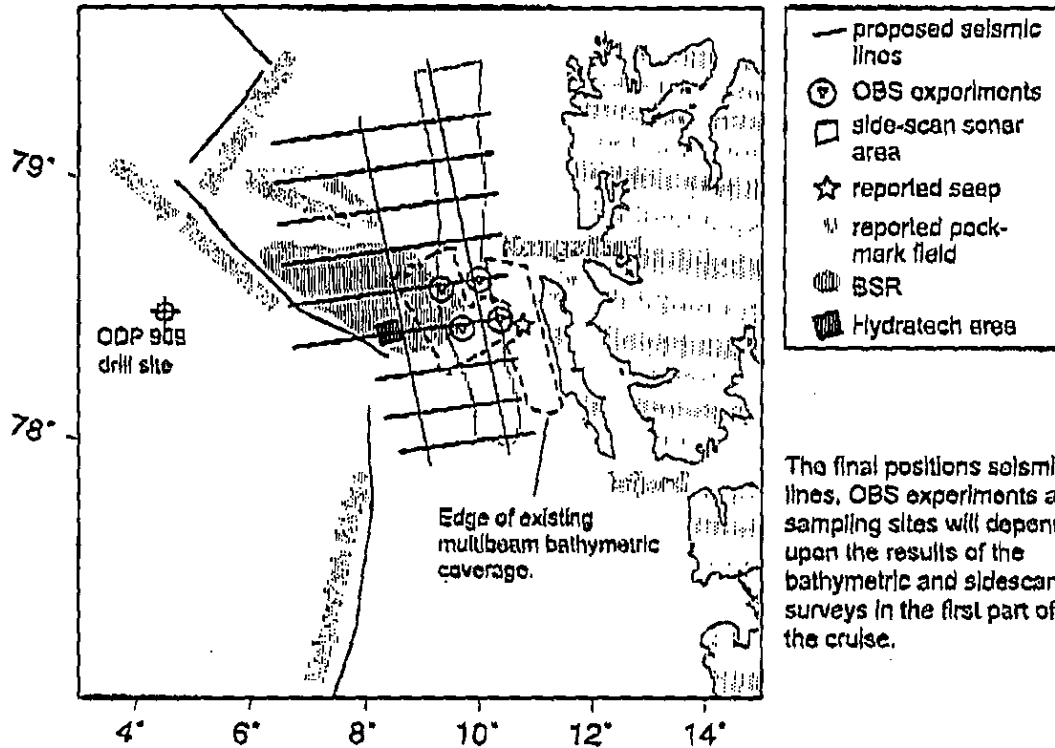 proposed seismic
lines
OBS experiments
side-scan sonar
area
reported seep
reported pock-
mark field
BSR
Hydratech area
79°
78°
ODP 909
drill site
Edge of existing
multibeam bathymetric
coverage.
The final positions seismi
lines, OBS experiments a
sampling sites will depen
upon the results of the
bathymetric and sidescan
surveys in the first part of
the cruise.
4° 6° 8° 10° 12° 14°